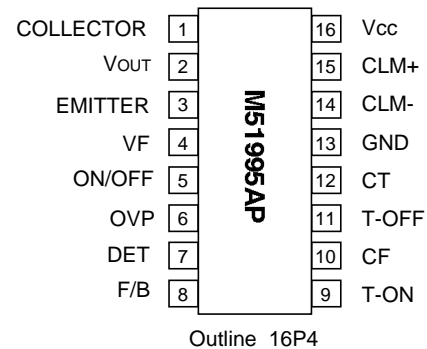 COLLECTOR 1 16 Vcc
VOUT 2 15 CLM+
EMITTER 3 14 CLM-
VF 4 13 GND
ON/OFF 5 12 CT
OVP 6 11 T-OFF
DET 7 10 CF
F/B 8 9 T-ON
M51995AP
Outline 16P4